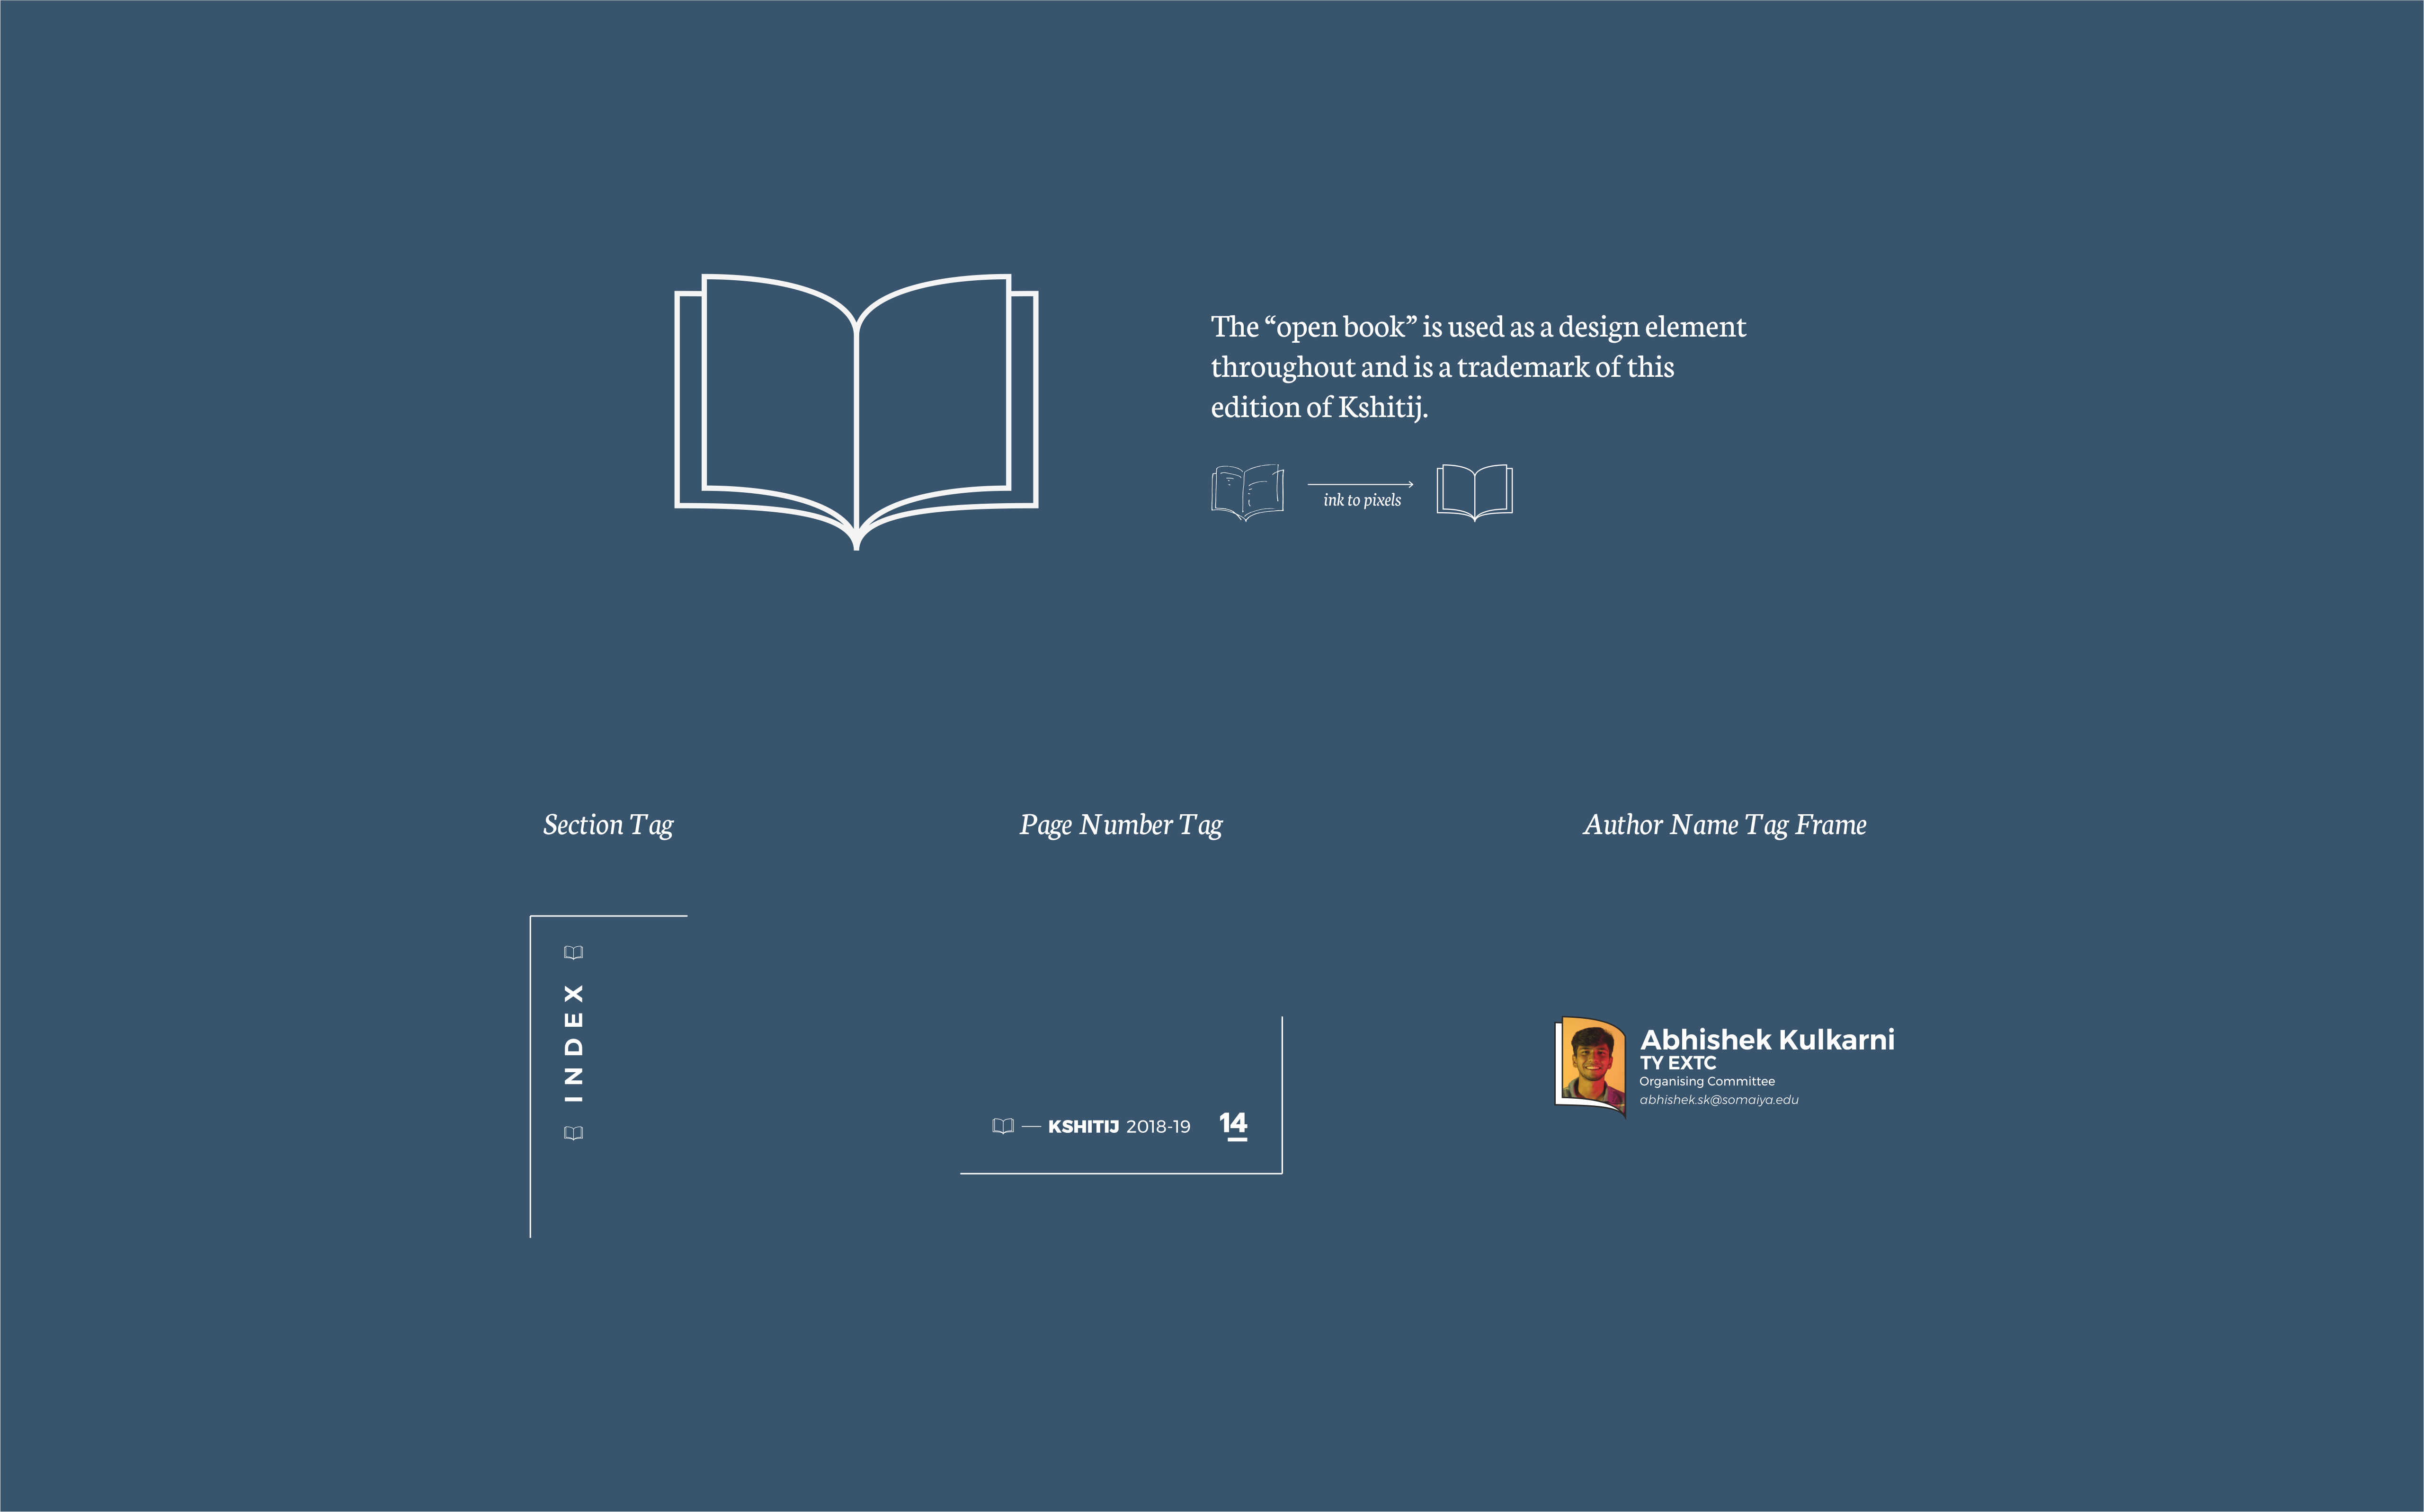 The “open book” is used as a design element
throughout and is a trademark of this
edition of Kshitij.
ink to pixels
Section Tag
Page Number Tag
Author Name Tag Frame
INDEX
KSHITIJ 2018-19 14
Abhishek Kulkarni
TY EXTC
Organising Committee
abhishek.sk@somaiya.edu